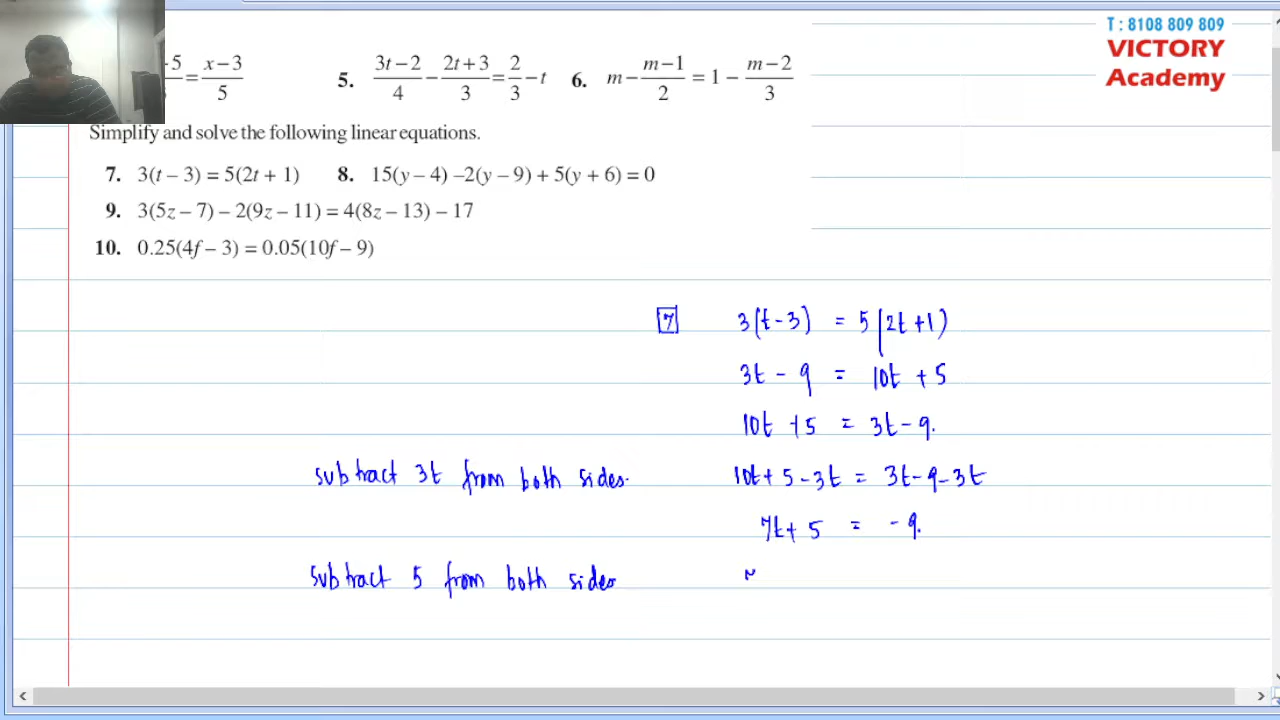 T : 8108 809 809
VICTORY
Academy
-5/ = x – 3/5
5. 3t – 2/4 – 2t + 3/3 = 2/3 – t
6. m – m – 1/2 = 1 – m – 2/3
Simplify and solve the following linear equations.
7. 3(t – 3) = 5(2t + 1)
8. 15(y – 4) –2(y – 9) + 5(y + 6) = 0
9. 3(5z – 7) – 2(9z – 11) = 4(8z – 13) – 17
10. 0.25(4f – 3) = 0.05(10f – 9)
7 3(t - 3) = 5(2t + 1)
3t - 9 = 10t + 5
10t + 5 = 3t - 9.
subtract 3t from both sides. 10t + 5 - 3t = 3t - 9 - 3t
7t + 5 = -9.
subtract 5 from both sides